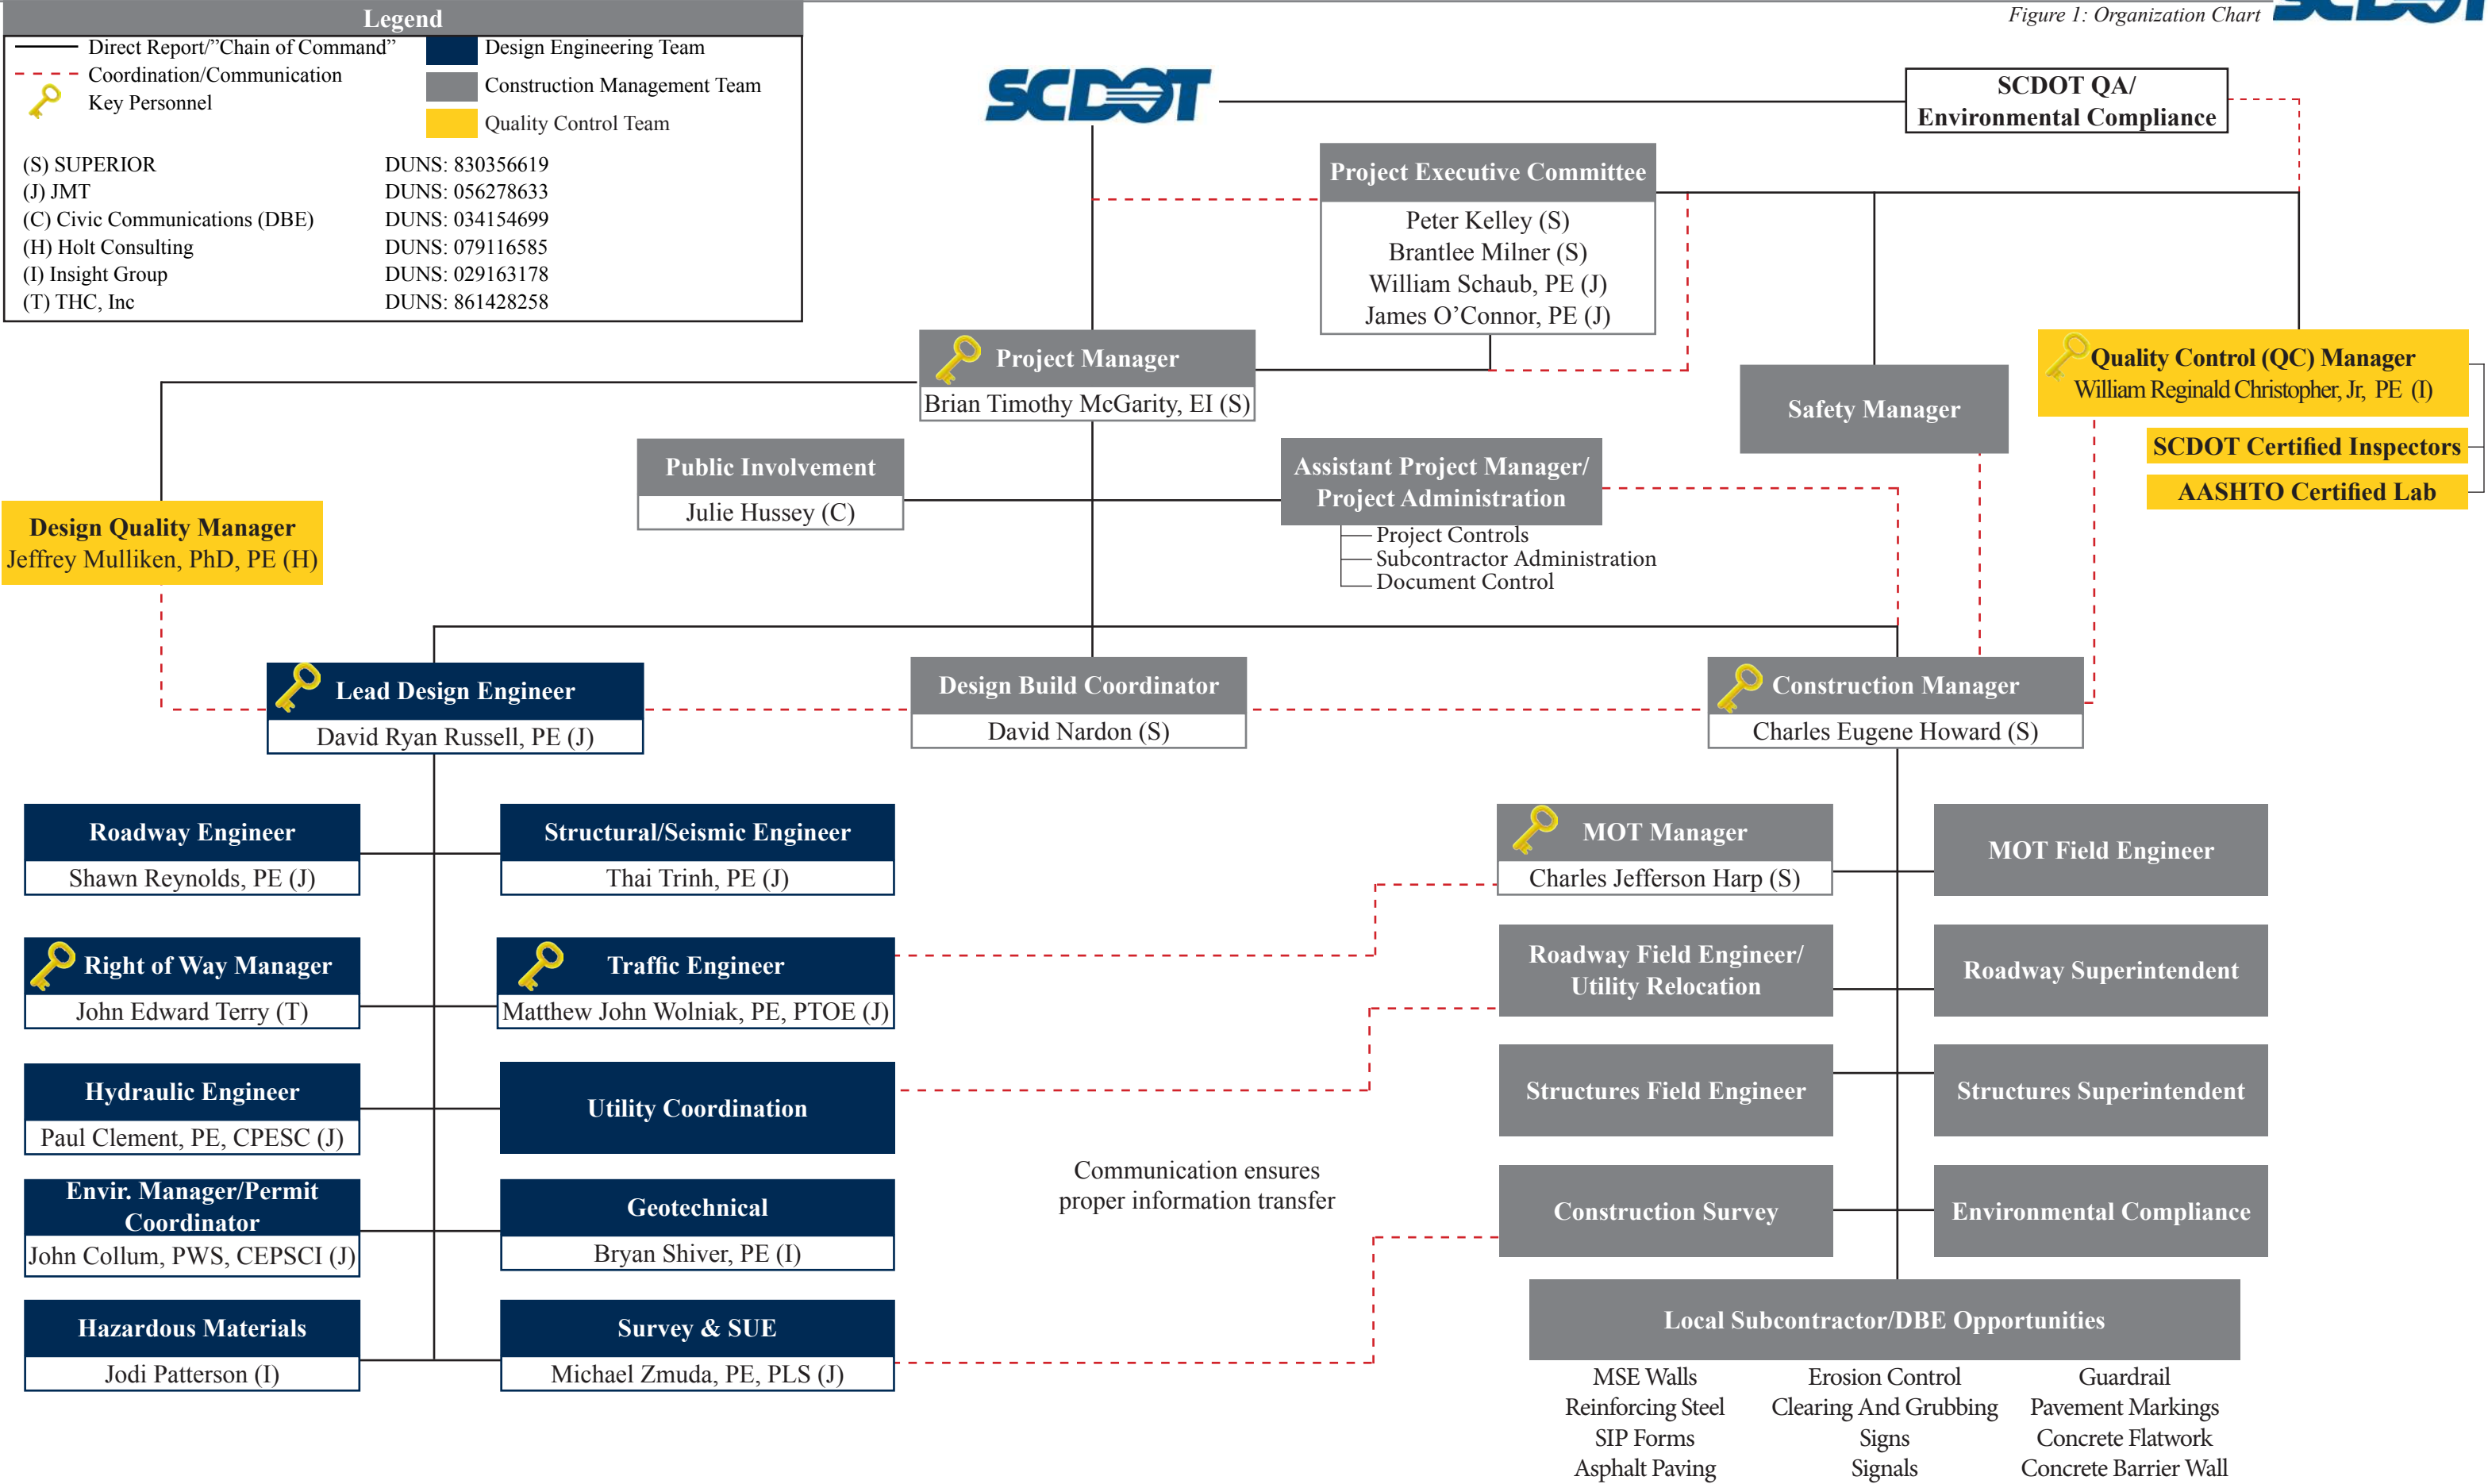 Legend
Direct Report/"Chain of Command"
Coordination/Communication
Key Personnel
Design Engineering Team
Construction Management Team
Quality Control Team
(S) SUPERIOR DUNS: 830356619
(J) JMT DUNS: 056278633
(C) Civic Communications (DBE) DUNS: 034154699
(H) Holt Consulting DUNS: 079116585
(I) Insight Group DUNS: 029163178
(T) THC, Inc DUNS: 861428258
Figure 1: Organization Chart
SCDOT
SCDOT
SCDOT QA/
Environmental Compliance
Project Executive Committee
Peter Kelley (S)
Brantlee Milner (S)
William Schaub, PE (J)
James O’Connor, PE (J)
Project Manager
Brian Timothy McGarity, EI (S)
Quality Control (QC) Manager
William Reginald Christopher, Jr, PE (I)
SCDOT Certified Inspectors
AASHTO Certified Lab
Safety Manager
Public Involvement
Julie Hussey (C)
Assistant Project Manager/
Project Administration
Project Controls
Subcontractor Administration
Document Control
Design Quality Manager
Jeffrey Mulliken, PhD, PE (H)
Lead Design Engineer
David Ryan Russell, PE (J)
Design Build Coordinator
David Nardon (S)
Construction Manager
Charles Eugene Howard (S)
Roadway Engineer
Shawn Reynolds, PE (J)
Structural/Seismic Engineer
Thai Trinh, PE (J)
Right of Way Manager
John Edward Terry (T)
Traffic Engineer
Matthew John Wolniak, PE, PTOE (J)
Hydraulic Engineer
Paul Clement, PE, CPESC (J)
Utility Coordination
Envir. Manager/Permit
Coordinator
John Collum, PWS, CEPSCI (J)
Geotechnical
Bryan Shiver, PE (I)
Hazardous Materials
Jodi Patterson (I)
Survey & SUE
Michael Zmuda, PE, PLS (J)
Communication ensures
proper information transfer
MOT Manager
Charles Jefferson Harp (S)
MOT Field Engineer
Roadway Field Engineer/
Utility Relocation
Roadway Superintendent
Structures Field Engineer
Structures Superintendent
Construction Survey
Environmental Compliance
Local Subcontractor/DBE Opportunities
MSE Walls
Reinforcing Steel
SIP Forms
Asphalt Paving
Erosion Control
Clearing And Grubbing
Signs
Signals
Guardrail
Pavement Markings
Concrete Flatwork
Concrete Barrier Wall